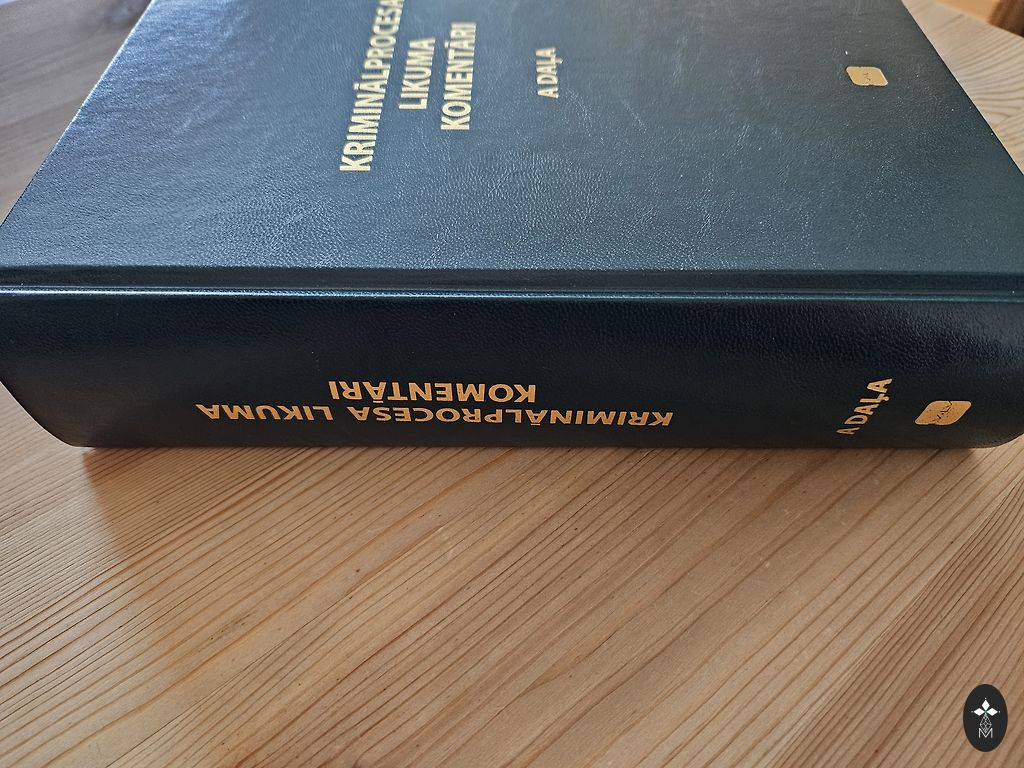 KRIMINĀLPROCESA
LIKUMA
KOMENTĀRI
A DAĻA
KRIMINĀLPROCESA LIKUMA
KOMENTĀRI
A DAĻA
M